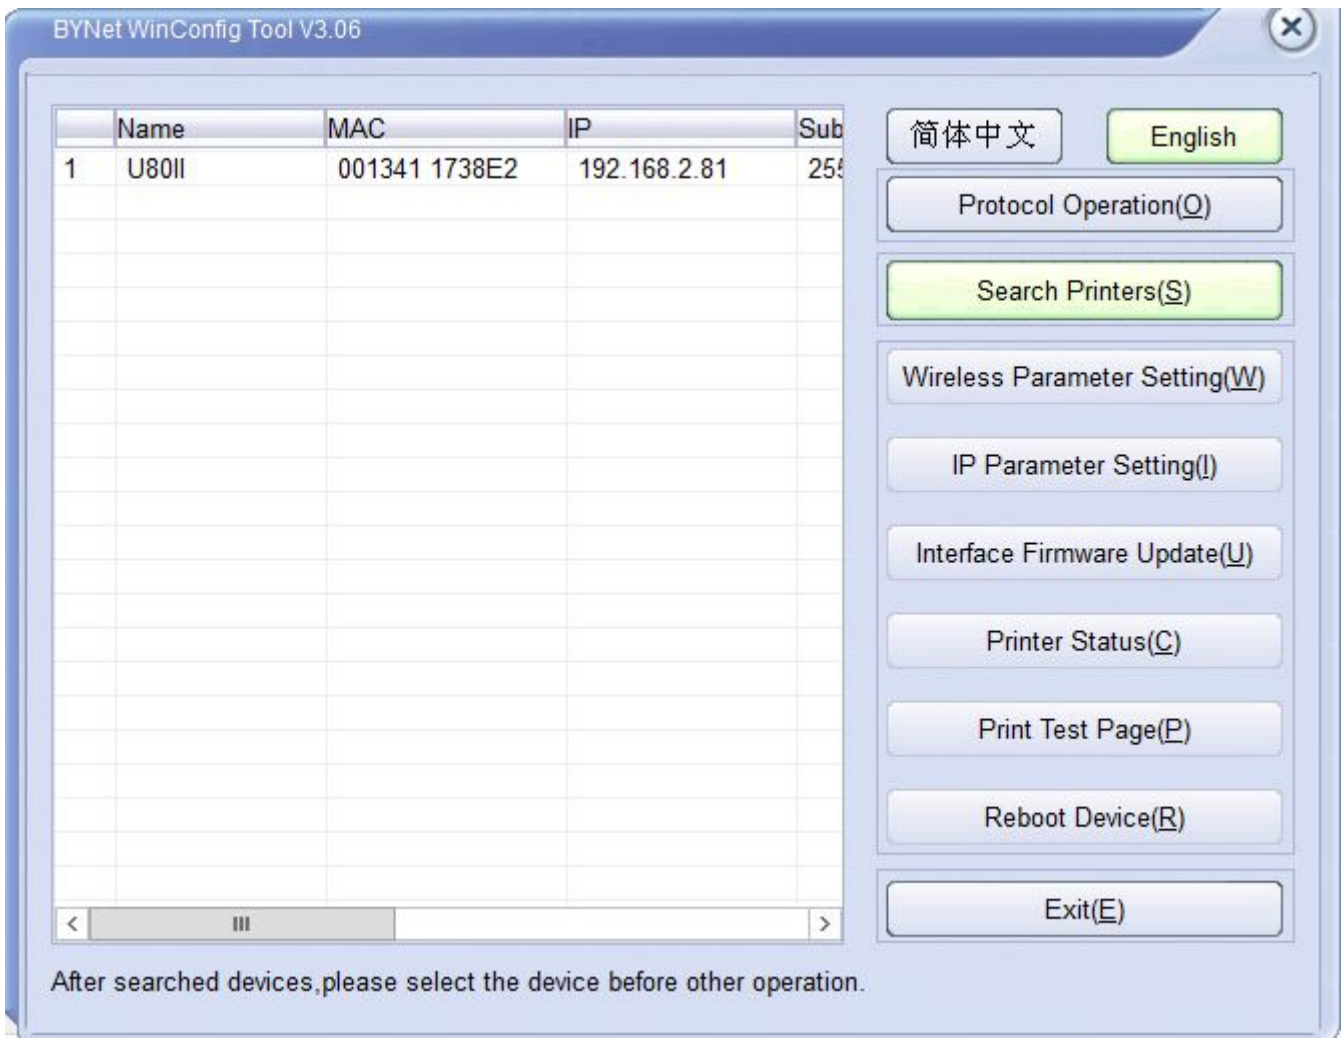 BYNet WinConfig Tool V3.06
Name MAC IP Sub
1 U80II 001341 1738E2 192.168.2.81 255
简体中文 English
Protocol Operation(O)
Search Printers(S)
Wireless Parameter Setting(W)
IP Parameter Setting(I)
Interface Firmware Update(U)
Printer Status(C)
Print Test Page(P)
Reboot Device(R)
Exit(E)
After searched devices,please select the device before other operation.